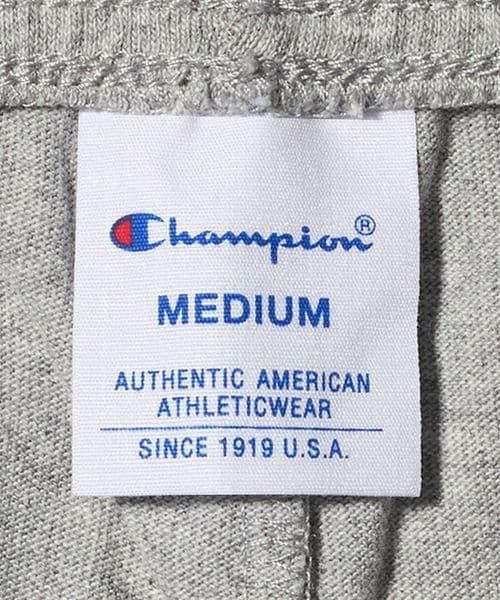 Champion®
MEDIUM
AUTHENTIC AMERICAN
ATHLETICWEAR
SINCE 1919 U.S.A.